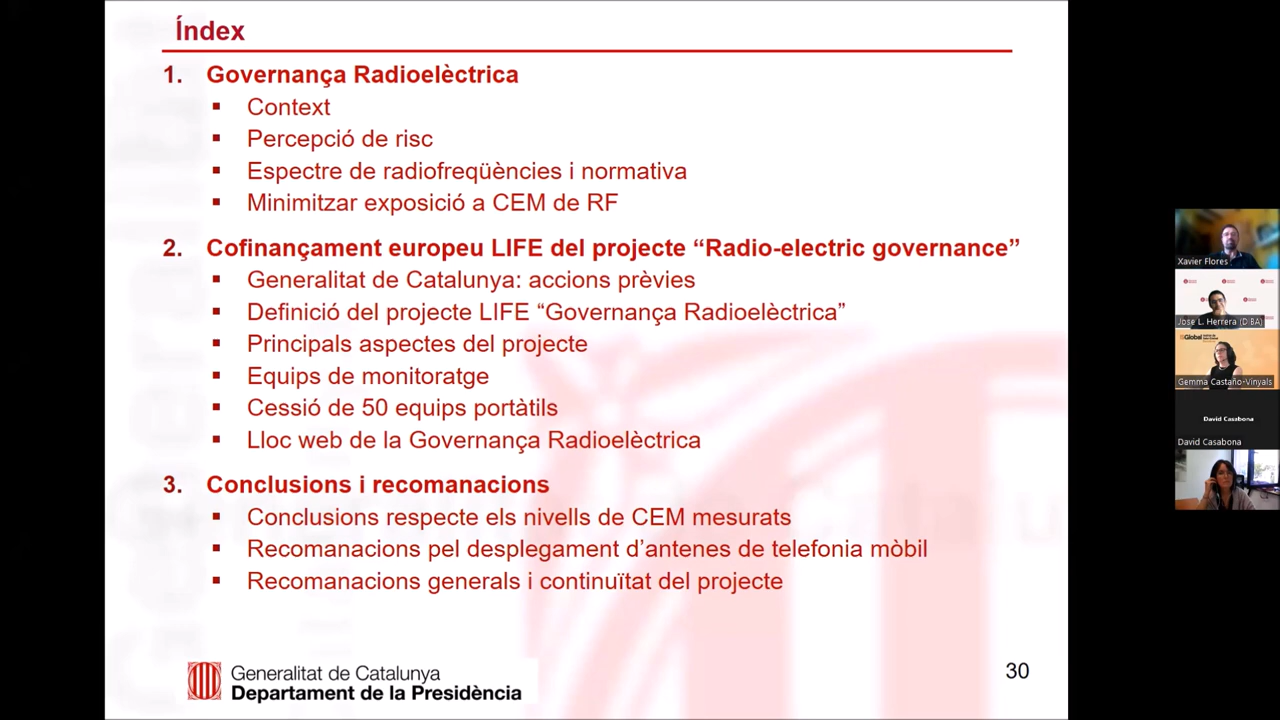 Índex
1. Governança Radioelèctrica
▪ Context
▪ Percepció de risc
▪ Espectre de radiofreqüències i normativa
▪ Minimitzar exposició a CEM de RF
2. Cofinançament europeu LIFE del projecte “Radio-electric governance”
▪ Generalitat de Catalunya: accions prèvies
▪ Definició del projecte LIFE “Governança Radioelèctrica”
▪ Principals aspectes del projecte
▪ Equips de monitoratge
▪ Cessió de 50 equips portàtils
▪ Lloc web de la Governança Radioelèctrica
3. Conclusions i recomanacions
▪ Conclusions respecte els nivells de CEM mesurats
▪ Recomanacions pel desplegament d’antenes de telefonia mòbil
▪ Recomanacions generals i continuïtat del projecte
Generalitat de Catalunya
Departament de la Presidència
30
Xavier Flores
Jose L. Herrera (DIBA)
ISGlobal
Gemma Castaño-Vinyals
David Casabona
David Casabona